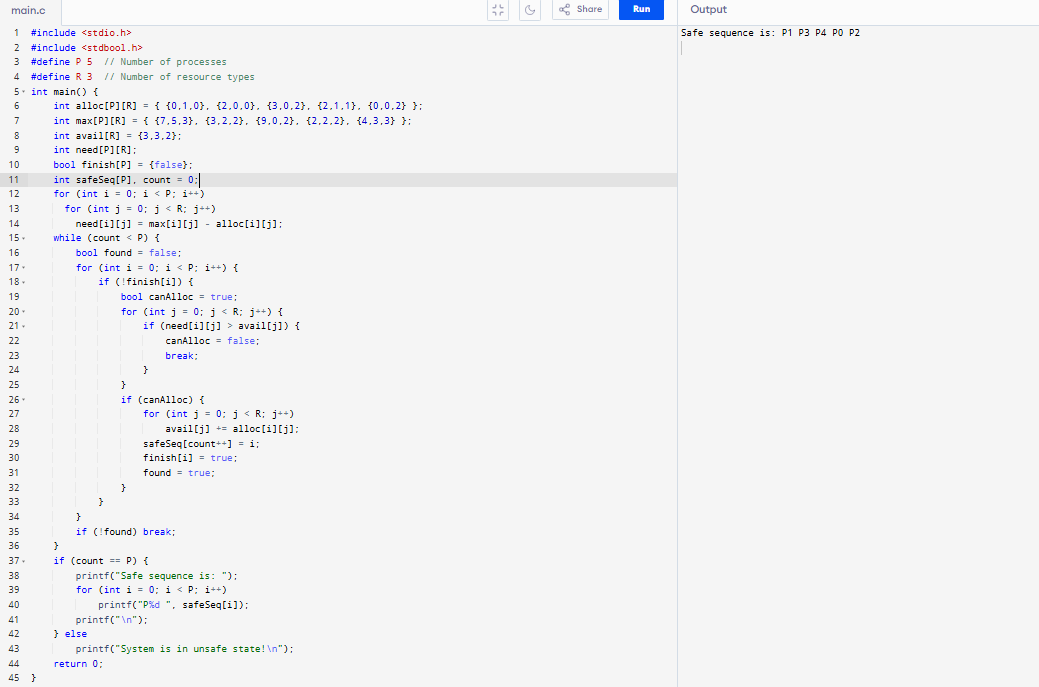 main.c
Share
Run
Output
1 #include <stdio.h>
2 #include <stdbool.h>
3 #define P 5  // Number of processes
4 #define R 3  // Number of resource types
5 int main() {
6     int alloc[P][R] = { {0,1,0}, {2,0,0}, {3,0,2}, {2,1,1}, {0,0,2} };
7     int max[P][R] = { {7,5,3}, {3,2,2}, {9,0,2}, {2,2,2}, {4,3,3} };
8     int avail[R] = {3,3,2};
9     int need[P][R];
10     bool finish[P] = {false};
11     int safeSeq[P], count = 0;
12     for (int i = 0; i < P; i++)
13       for (int j = 0; j < R; j++)
14         need[i][j] = max[i][j] - alloc[i][j];
15     while (count < P) {
16         bool found = false;
17         for (int i = 0; i < P; i++) {
18             if (!finish[i]) {
19                 bool canAlloc = true;
20                 for (int j = 0; j < R; j++) {
21                     if (need[i][j] > avail[j]) {
22                         canAlloc = false;
23                         break;
24                     }
25                 }
26                 if (canAlloc) {
27                     for (int j = 0; j < R; j++)
28                         avail[j] += alloc[i][j];
29                     safeSeq[count++] = i;
30                     finish[i] = true;
31                     found = true;
32                 }
33             }
34         }
35         if (!found) break;
36     }
37     if (count == P) {
38         printf("Safe sequence is: ");
39         for (int i = 0; i < P; i++)
40             printf("P%d ", safeSeq[i]);
41         printf("\n");
42     } else
43         printf("System is in unsafe state!\n");
44     return 0;
45 }
Safe sequence is: P1 P3 P4 P0 P2